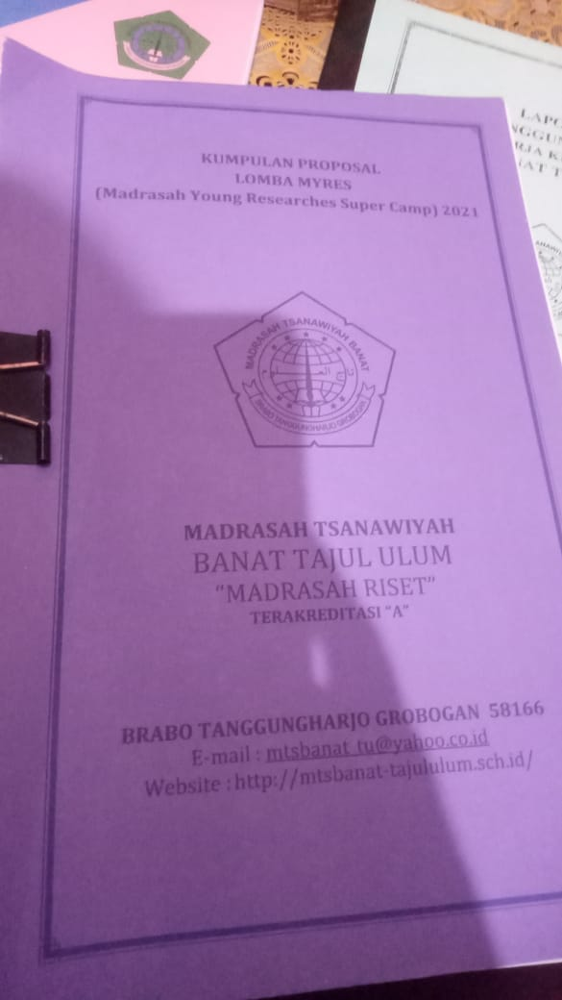 KUMPULAN PROPOSAL
LOMBA MYRES
(Madrasah Young Researches Super Camp) 2021
MADRASAH TSANAWIYAH BANAT
BRABO TANGGUNGHARJO GROBOGAN
MADRASAH TSANAWIYAH
BANAT TAJUL ULUM
“MADRASAH RISET”
TERAKREDITASI “A”
BRABO TANGGUNGHARJO GROBOGAN 58166
E-mail : mtsbanat_tu@yahoo.co.id
Website : http://mtsbanat-tajululum.sch.id/